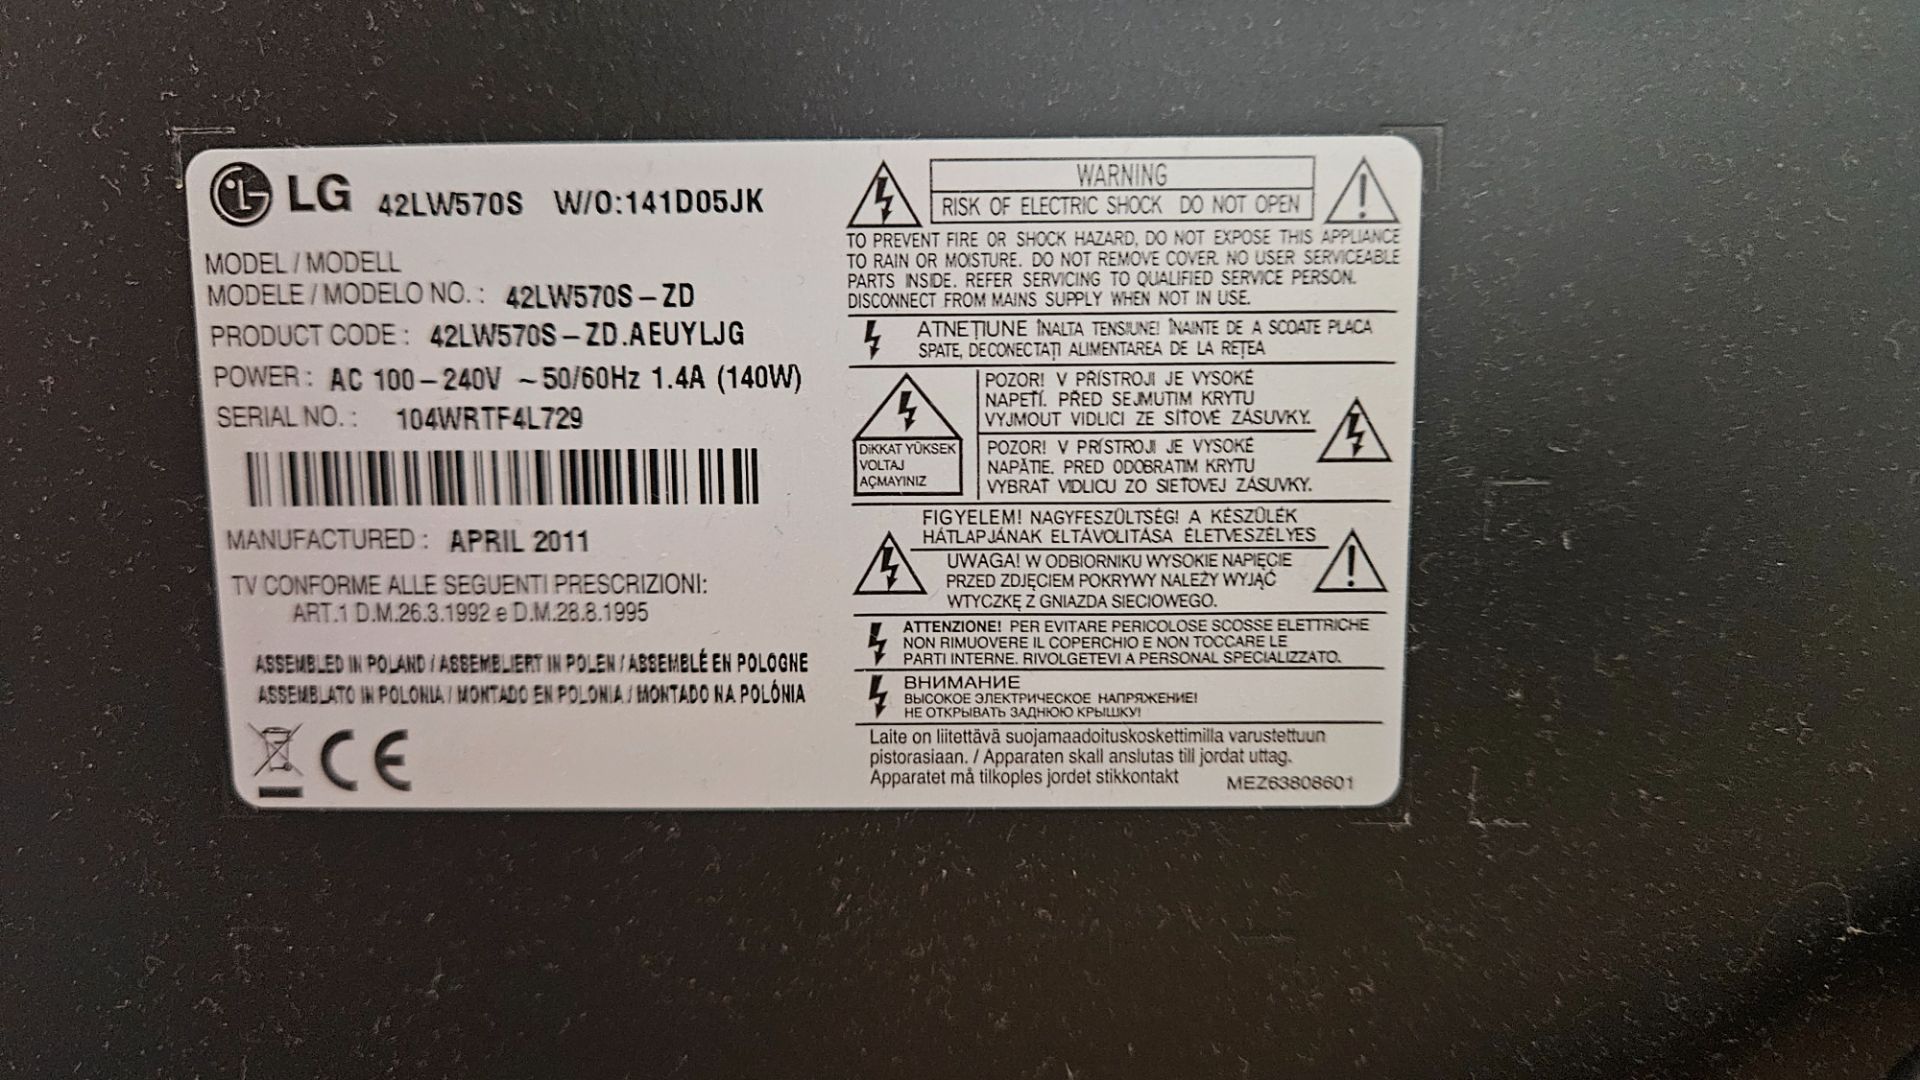 LG 42LW570S W/O:141D05JK
MODEL / MODELL
MODELE / MODELO NO. : 42LW570S – ZD
PRODUCT CODE : 42LW570S – ZD.AEUYLJG
POWER : AC 100 – 240V ~ 50/60Hz 1.4A (140W)
SERIAL NO. : 104WRTF4L729
MANUFACTURED : APRIL 2011
TV CONFORME ALLE SEGUENTI PRESCRIZIONI:
ART.1 D.M.26.3.1992 e D.M.28.8.1995
ASSEMBLED IN POLAND / ASSEMBLIERT IN POLEN / ASSEMBLÉ EN POLOGNE
ASSEMBLATO IN POLONIA / MONTADO EN POLONIA / MONTADO NA POLÓNIA
CE
WARNING
RISK OF ELECTRIC SHOCK DO NOT OPEN
TO PREVENT FIRE OR SHOCK HAZARD, DO NOT EXPOSE THIS APPLIANCE
TO RAIN OR MOISTURE. DO NOT REMOVE COVER. NO USER SERVICEABLE
PARTS INSIDE. REFER SERVICING TO QUALIFIED SERVICE PERSON.
DISCONNECT FROM MAINS SUPPLY WHEN NOT IN USE.
ATNEȚIUNE ÎNALTA TENSIUNE! ÎNAINTE DE A SCOATE PLACA
SPATE, DECONECTAȚI ALIMENTAREA DE LA REȚEA
DİKKAT YÜKSEK
VOLTAJ
AÇMAYINIZ
POZOR! V PŘÍSTROJI JE VYSOKÉ
NAPĚTÍ. PŘED SEJMUTIM KRYTU
VYJMOUT VIDLICI ZE SÍŤOVÉ ZÁSUVKY.
POZOR! V PRÍSTROJI JE VYSOKÉ
NAPÄTIE. PRED ODOBRATIM KRYTU
VYBRAŤ VIDLICU ZO SIEŤOVEJ ZÁSUVKY.
FIGYELEM! NAGYFESZÜLTSÉG! A KÉSZÜLÉK
HÁTLAPJÁNAK ELTÁVOLITÁSA ÉLETVESZÉLYES
UWAGA! W ODBIORNIKU WYSOKIE NAPIĘCIE
PRZED ZDJĘCIEM POKRYWY NALEŻY WYJĄĆ
WTYCZKĘ Z GNIAZDA SIECIOWEGO.
ATTENZIONE! PER EVITARE PERICOLOSE SCOSSE ELETTRICHE
NON RIMUOVERE IL COPERCHIO E NON TOCCARE LE
PARTI INTERNE. RIVOLGETEVI A PERSONAL SPECIALIZZATO.
ВНИМАНИЕ
ВЫСОКОЕ ЭЛЕКТРИЧЕСКОЕ НАПРЯЖЕНИЕ!
НЕ ОТКРЫВАТЬ ЗАДНЮЮ КРЫШКУ!
Laite on liitettävä suojamaadoituskoskettimilla varustettuun
pistorasiaan. / Apparaten skall anslutas till jordat uttag.
Apparatet må tilkoples jordet stikkontakt MEZ63808601